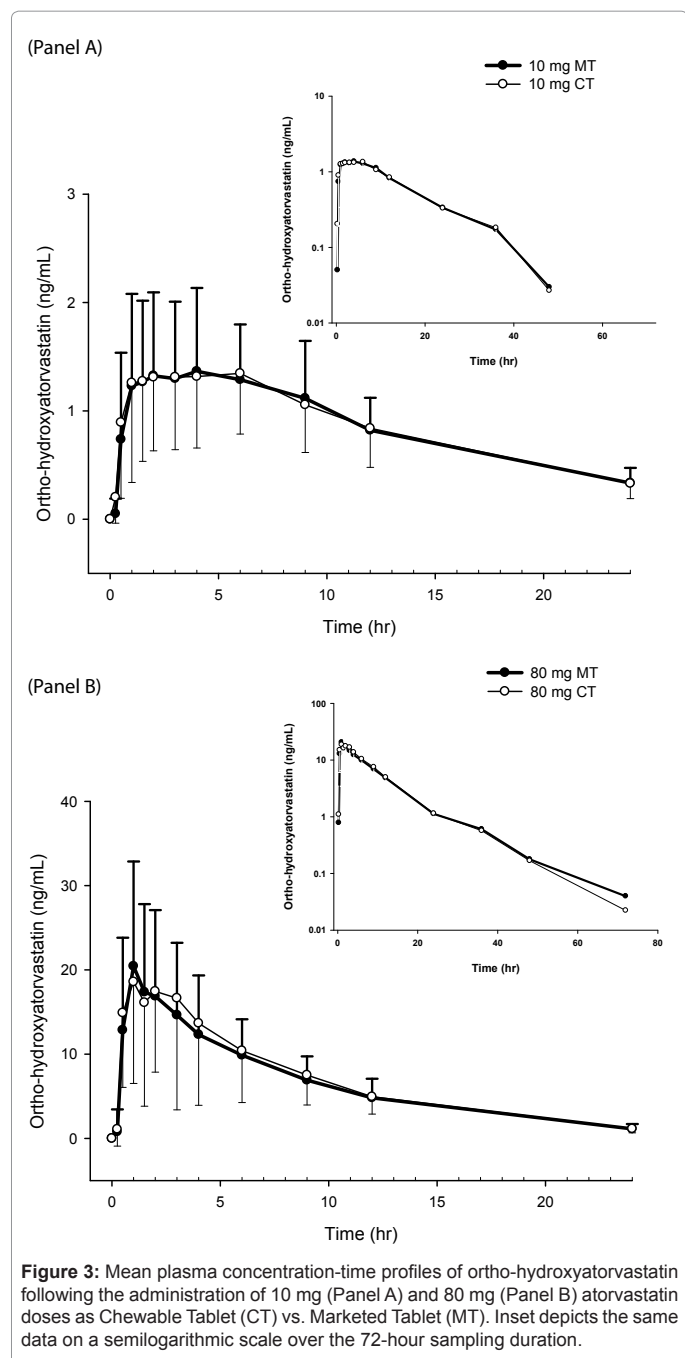 (Panel A)
10 mg MT
10 mg CT
Ortho-hydroxyatorvastatin (ng/mL)
10
1
0.1
0.01
0 20 40 60
Time (hr)
Ortho-hydroxyatorvastatin (ng/mL)
3
2
1
0
0 5 10 15 20
Time (hr)
(Panel B)
80 mg MT
80 mg CT
Ortho-hydroxyatorvastatin (ng/mL)
100
10
1
0.1
0.01
0 20 40 60 80
Time (hr)
Ortho-hydroxyatorvastatin (ng/mL)
40
30
20
10
0
0 5 10 15 20
Time (hr)
Figure 3: Mean plasma concentration-time profiles of ortho-hydroxyatorvastatin
following the administration of 10 mg (Panel A) and 80 mg (Panel B) atorvastatin
doses as Chewable Tablet (CT) vs. Marketed Tablet (MT). Inset depicts the same
data on a semilogarithmic scale over the 72-hour sampling duration.